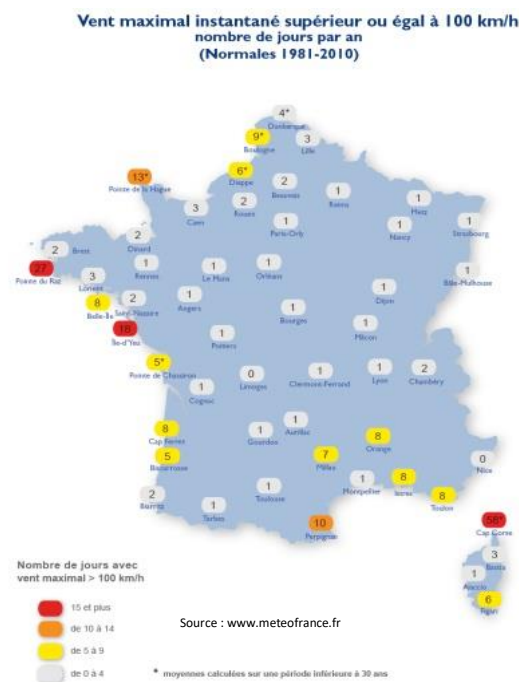 Vent maximal instantané supérieur ou égal à 100 km/h
nombre de jours par an
(Normales 1981-2010)
4*
Dunkerque
9*
Boulogne
3
Lille
6*
Dieppe
13*
Pointe de la Hague
2
Beauvais
2
Rouen
3
Caen
1
Reims
1
Metz
1
Paris-Orly
1
Nancy
1
Strasbourg
2
Brest
2
Dinard
27
Pointe du Raz
3
Lorient
1
Rennes
1
Le Mans
1
Orléans
1
Bâle-Mulhouse
8
Belle-Ile
2
Saint-Nazaire
1
Angers
1
Dijon
18
Île-d'Yeu
1
Bourges
1
Mâcon
1
Poitiers
5*
Pointe de Chassiron
0
Limoges
1
Clermont-Ferrand
1
Lyon
2
Chambéry
1
Cognac
8
Cap Ferret
1
Gourdon
1
Aurillac
8
Orange
5
Biscarrosse
7
Millau
0
Nice
2
Biarritz
1
Tarbes
1
Toulouse
1
Montpellier
8
Istres
8
Toulon
10
Perpignan
58*
Cap Corse
3
Bastia
1
Ajaccio
6
Figari
Nombre de jours avec
vent maximal > 100 km/h
15 et plus
de 10 à 14
de 5 à 9
de 0 à 4
Source : www.meteofrance.fr
* moyennes calculées sur une période inférieure à 30 ans